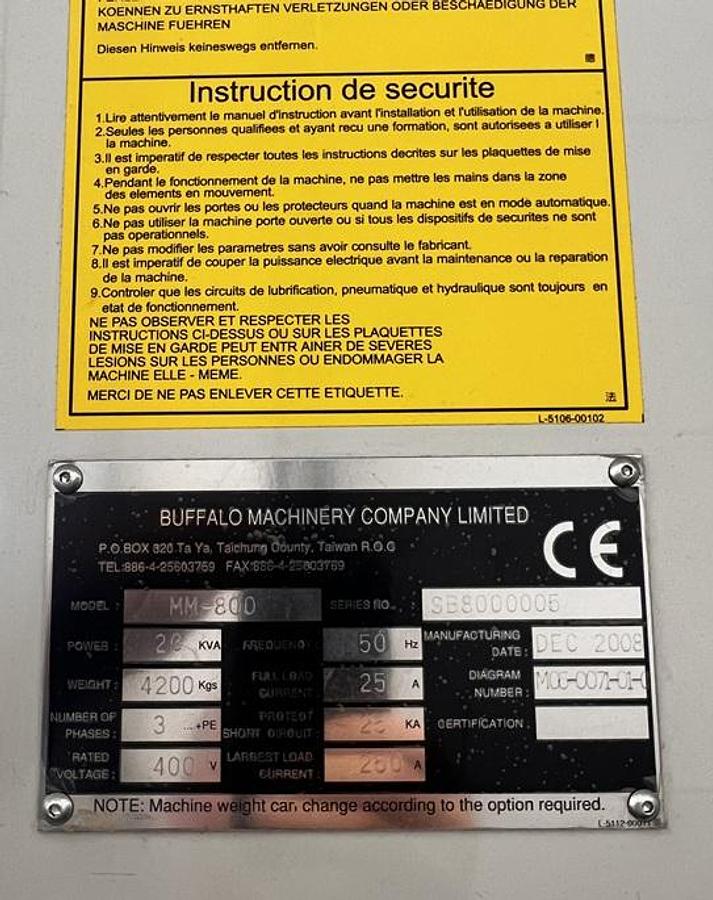 KOENNEN ZU ERNSTHAFTEN VERLETZUNGEN ODER BESCHAEDIGUNG DER
MASCHINE FUEHREN
Diesen Hinweis keineswegs entfernen.
Instruction de securite
1.Lire attentivement le manuel d'instruction avant l'installation et l'utilisation de la machine.
2.Seules les personnes qualifiees et ayant recu une formation, sont autorisees a utiliser l
la machine.
3.Il est imperatif de respecter toutes les instructions decrites sur les plaquettes de mise
en garde.
4.Pendant le fonctionnement de la machine, ne pas mettre les mains dans la zone
des elements en mouvement.
5.Ne pas ouvrir les portes ou les protecteurs quand la machine est en mode automatique.
6.Ne pas utiliser la machine porte ouverte ou si tous les dispositifs de securites ne sont
pas operationnels.
7.Ne pas modifier les parametres sans avoir consulte le fabricant.
8.Il est imperatif de couper la puissance electrique avant la maintenance ou la reparation
de la machine.
9.Controler que les circuits de lubrification, pneumatique et hydraulique sont toujours en
etat de fonctionnement.
NE PAS OBSERVER ET RESPECTER LES
INSTRUCTIONS CI-DESSUS OU SUR LES PLAQUETTES
DE MISE EN GARDE PEUT ENTR AINER DE SEVERES
LESIONS SUR LES PERSONNES OU ENDOMMAGER LA
MACHINE ELLE - MEME.
MERCI DE NE PAS ENLEVER CETTE ETIQUETTE.
法
L-5106-00102
BUFFALO MACHINERY COMPANY LIMITED
CE
P.O.BOX 320 Ta Ya, Taichung County, Taiwan R.O.C
TEL:886-4-25603769 FAX:886-4-25603769
MODEL : MM-800 SERIES NO. : SB8000005
POWER : KVA FREQUENCY : 50 Hz MANUFACTURING DATE : DEC 2008
WEIGHT : 4200 Kgs FULL LOAD CURRENT 25 A DIAGRAM NUMBER : M00-0071-01-
NUMBER OF PHASES : 3 ...+PE PROTECT SHORT CIRCUIT : KA CERTIFICATION :
RATED VOLTAGE : 400 V LARGEST LOAD CURRENT : A
NOTE: Machine weight can change according to the option required.